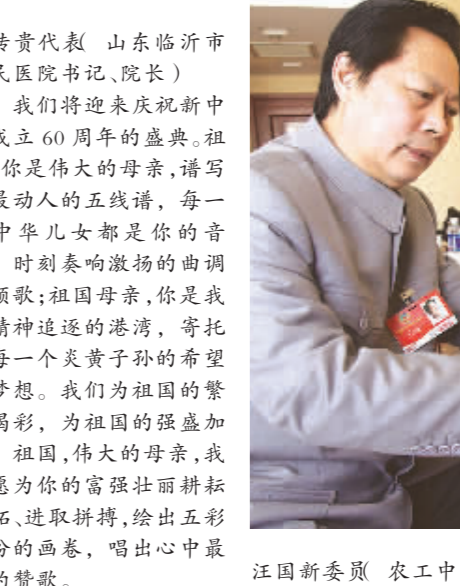 传贵代表( 山东临沂市
民医院书记、院长)
我们将迎来庆祝新中
成立 60 周年的盛典。祖
你是伟大的母亲,谱写
最动人的五线谱，每一
中华儿女都是你的音
时刻奏响激扬的曲调
颂歌;祖国母亲,你是我
精神追逐的港湾，寄托
每一个炎黄子孙的希望
梦想。我们为祖国的繁
喝彩，为祖国的强盛加
祖国,伟大的母亲,我
愿为你的富强壮丽耕耘
拓、进取拼搏,绘出五彩
分的画卷，唱出心中最
的赞歌。
汪国新委员( 农工中